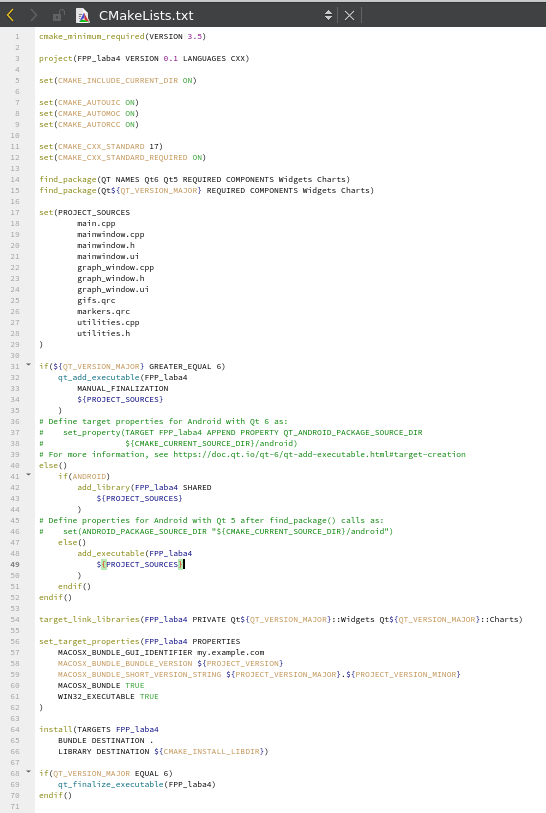 CMakeLists.txt
1 cmake_minimum_required(VERSION 3.5)
2
3 project(FPP_laba4 VERSION 0.1 LANGUAGES CXX)
4
5 set(CMAKE_INCLUDE_CURRENT_DIR ON)
6
7 set(CMAKE_AUTOUIC ON)
8 set(CMAKE_AUTOMOC ON)
9 set(CMAKE_AUTORCC ON)
10
11 set(CMAKE_CXX_STANDARD 17)
12 set(CMAKE_CXX_STANDARD_REQUIRED ON)
13
14 find_package(QT NAMES Qt6 Qt5 REQUIRED COMPONENTS Widgets Charts)
15 find_package(Qt${QT_VERSION_MAJOR} REQUIRED COMPONENTS Widgets Charts)
16
17 set(PROJECT_SOURCES
18         main.cpp
19         mainwindow.cpp
20         mainwindow.h
21         mainwindow.ui
22         graph_window.cpp
23         graph_window.h
24         graph_window.ui
25         gifs.qrc
26         markers.qrc
27         utilities.cpp
28         utilities.h
29 )
30
31 if(${QT_VERSION_MAJOR} GREATER_EQUAL 6)
32     qt_add_executable(FPP_laba4
33         MANUAL_FINALIZATION
34         ${PROJECT_SOURCES}
35     )
36 # Define target properties for Android with Qt 6 as:
37 #    set_property(TARGET FPP_laba4 APPEND PROPERTY QT_ANDROID_PACKAGE_SOURCE_DIR
38 #                 ${CMAKE_CURRENT_SOURCE_DIR}/android)
39 # For more information, see https://doc.qt.io/qt-6/qt-add-executable.html#target-creation
40 else()
41     if(ANDROID)
42         add_library(FPP_laba4 SHARED
43             ${PROJECT_SOURCES}
44         )
45 # Define properties for Android with Qt 5 after find_package() calls as:
46 #    set(ANDROID_PACKAGE_SOURCE_DIR "${CMAKE_CURRENT_SOURCE_DIR}/android")
47     else()
48         add_executable(FPP_laba4
49             ${PROJECT_SOURCES}
50         )
51     endif()
52 endif()
53
54 target_link_libraries(FPP_laba4 PRIVATE Qt${QT_VERSION_MAJOR}::Widgets Qt${QT_VERSION_MAJOR}::Charts)
55
56 set_target_properties(FPP_laba4 PROPERTIES
57     MACOSX_BUNDLE_GUI_IDENTIFIER my.example.com
58     MACOSX_BUNDLE_BUNDLE_VERSION ${PROJECT_VERSION}
59     MACOSX_BUNDLE_SHORT_VERSION_STRING ${PROJECT_VERSION_MAJOR}.${PROJECT_VERSION_MINOR}
60     MACOSX_BUNDLE TRUE
61     WIN32_EXECUTABLE TRUE
62 )
63
64 install(TARGETS FPP_laba4
65     BUNDLE DESTINATION .
66     LIBRARY DESTINATION ${CMAKE_INSTALL_LIBDIR})
67
68 if(QT_VERSION_MAJOR EQUAL 6)
69     qt_finalize_executable(FPP_laba4)
70 endif()
71